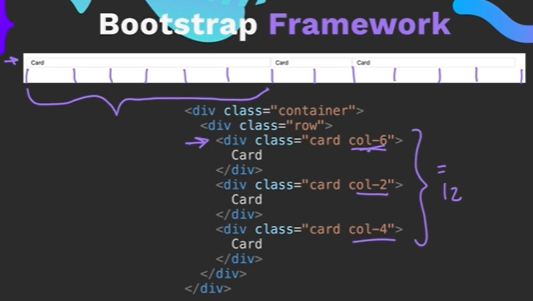 Bootstrap Framework
Card Card Card
<div class="container">
<div class="row">
<div class="card col-6">
Card
</div>
<div class="card col-2">
Card
</div>
<div class="card col-4">
Card
</div>
</div>
</div>
=
12